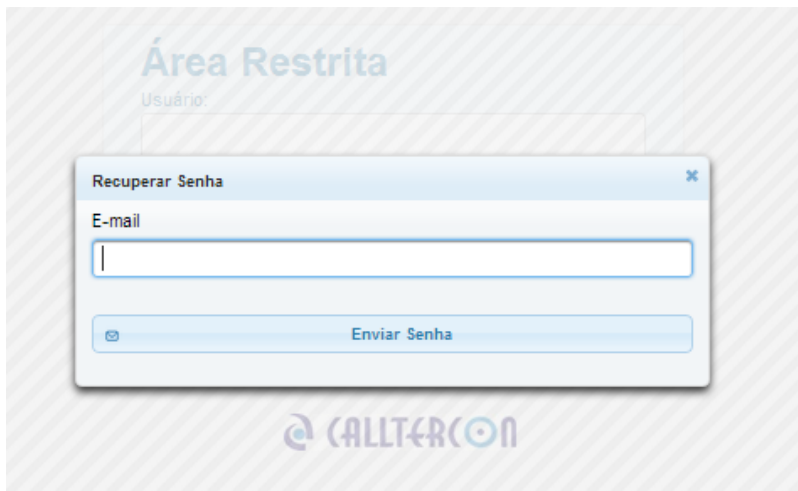 Área Restrita
Usuário:
Recuperar Senha
E-mail
Enviar Senha
CALLTERCON